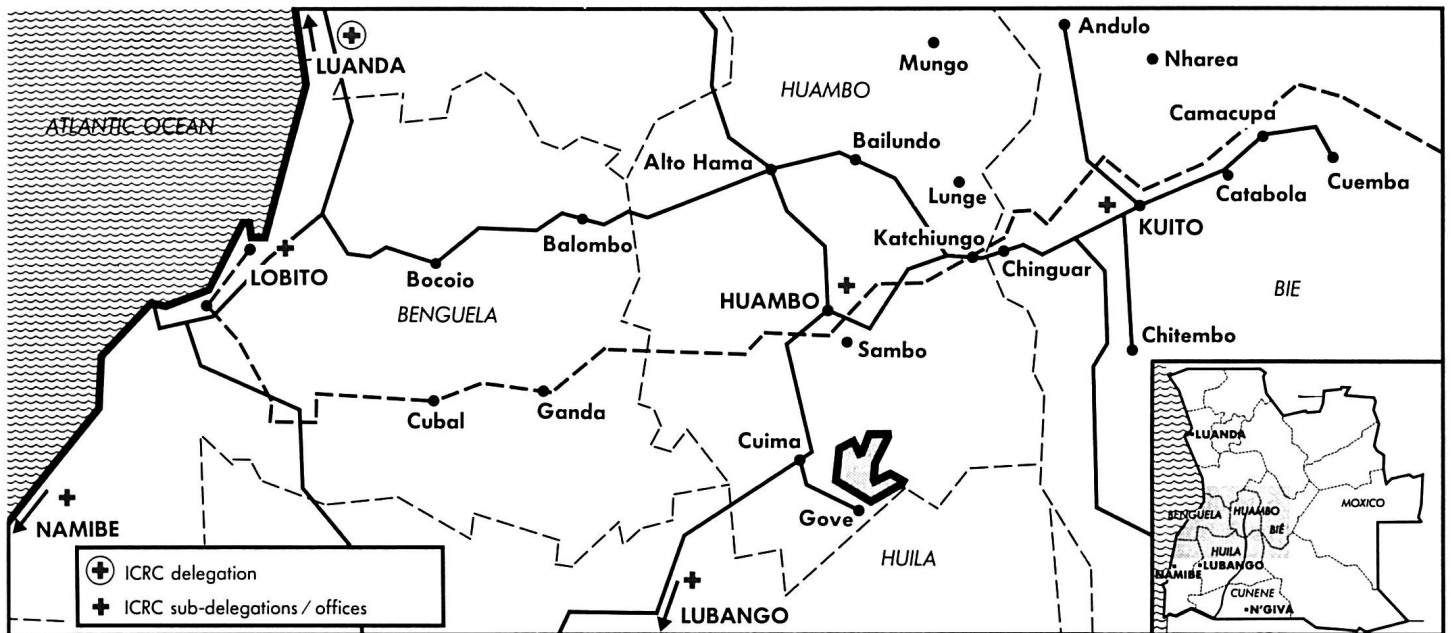 LUANDA
ATLANTIC OCEAN
HUAMBO
Mungo
Andulo
Nharea
Camacupa
Alto Hama
Bailundo
Lunge
Catabola
Cuemba
KUITO
Balombo
Katchiungo
LOBITO
Bocoio
Chinguar
BENGUELA
HUAMBO
BIE
Sambo
Chitembo
Cubal
Ganda
Cuima
Gove
NAMIBE
HUILA
LUBANGO
ICRC delegation
ICRC sub-delegations / offices
LUANDA
MOXICO
BENGUELA
HUAMBO
BIÉ
HUILA
NAMIBE
LUBANGO
CUNENE
N'GIVA